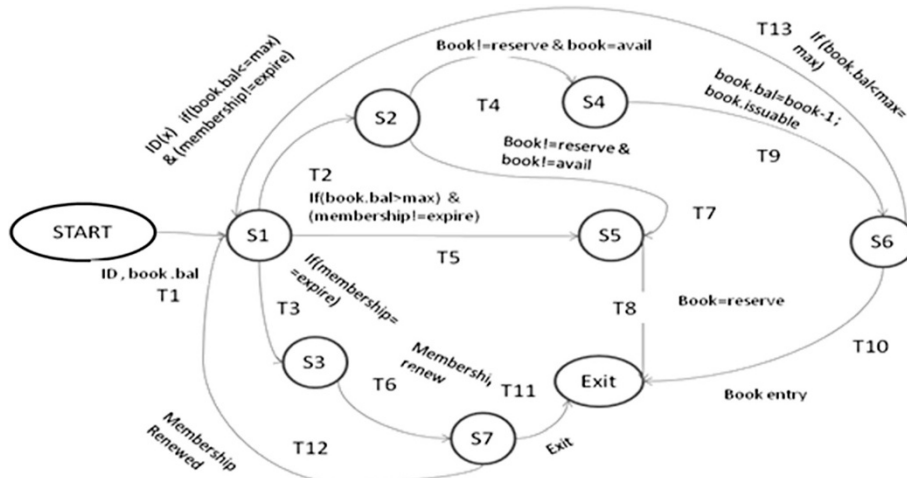 T13
If(book.bal<max=
max)
Book!=reserve & book=avail
ID(x) if(book.bal<=max)
& (membership!=expire)
S2
T4
S4
book.bal=book-1;
book.issuable
T9
Book!=reserve &
book!=avail
T2
If(book.bal>max) &
(membership!=expire)
T7
START
S1
S5
S6
T5
ID, book .bal
T1
If(membership=
=expire)
T3
T8
Book=reserve
T10
S3
T6
renew
T11
Exit
Book entry
S7
Exit
T12
Membership
Renewed